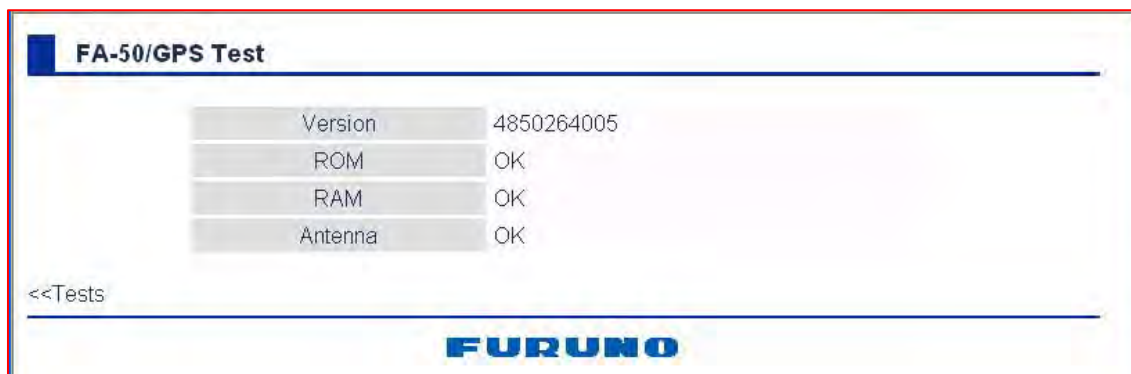 FA-50/GPS Test
Version 4850264005
ROM OK
RAM OK
Antenna OK
<<Tests
FURUNO